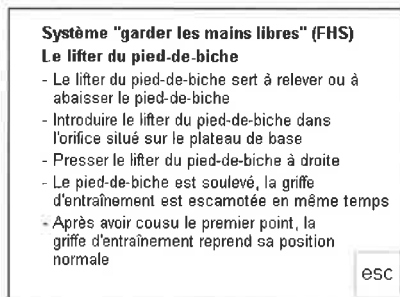 Système "garder les mains libres" (FHS)
Le lifter du pied-de-biche
- Le lifter du pied-de-biche sert à relever ou à
abaisser le pied-de-biche
- Introduire le lifter du pied-de-biche dans
l'orifice situé sur le plateau de base
- Presser le lifter du pied-de-biche à droite
- Le pied-de-biche est soulevé, la griffe
d'entraînement est escamotée en même temps
- Après avoir cousu le premier point, la
griffe d'entraînement reprend sa position
normale
esc